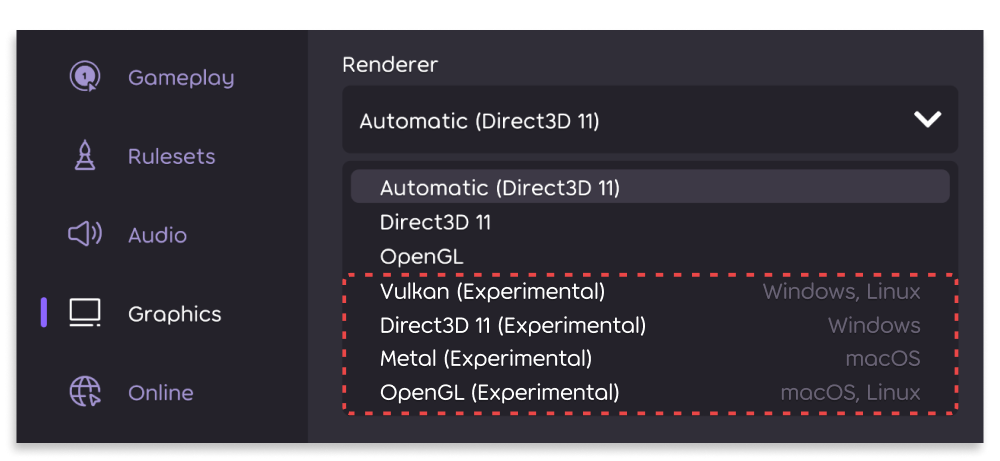 Gameplay
Rulesets
Audio
Graphics
Online
Renderer
Automatic (Direct3D 11)
Automatic (Direct3D 11)
Direct3D 11
OpenGL
Vulkan (Experimental) Windows, Linux
Direct3D 11 (Experimental) Windows
Metal (Experimental) macOS
OpenGL (Experimental) macOS, Linux